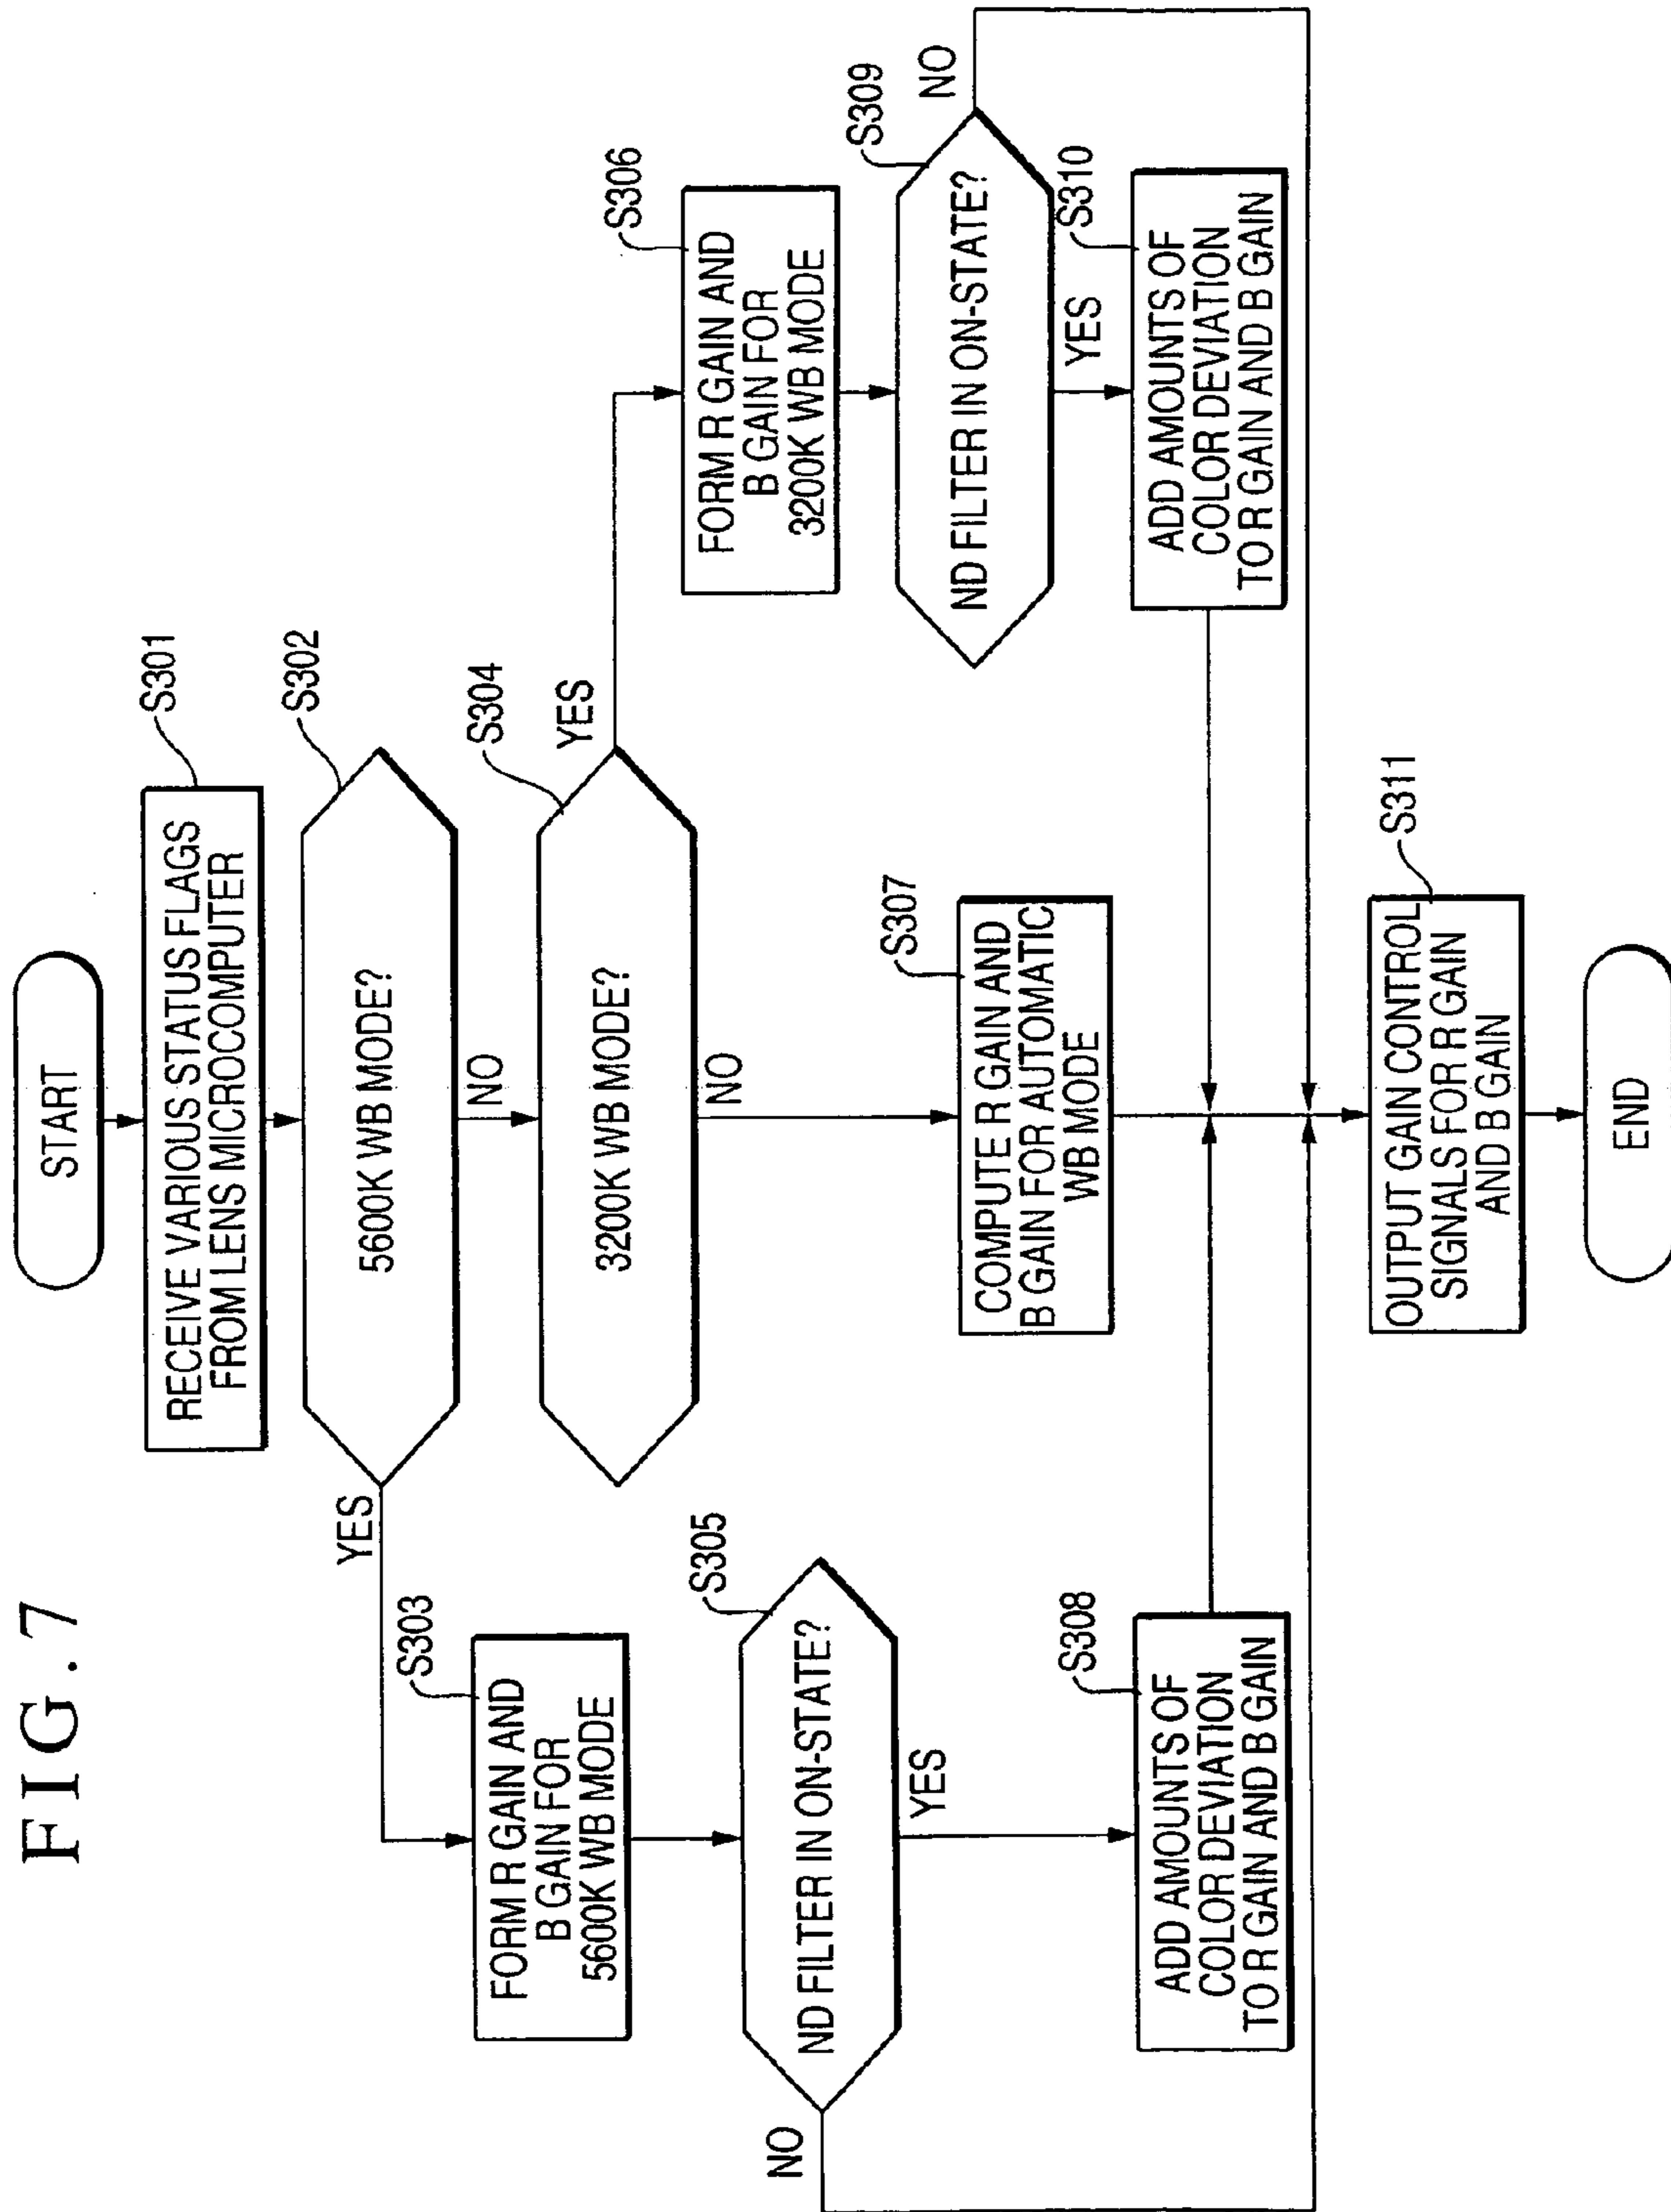 FIG.7
START
S301
RECEIVE VARIOUS STATUS FLAGS
FROM LENS MICROCOMPUTER
S302
5600K WB MODE?
YES
NO
S303
FORM R GAIN AND
B GAIN FOR
5600K WB MODE
S304
3200K WB MODE?
YES
NO
S305
ND FILTER IN ON-STATE?
NO
YES
S306
FORM R GAIN AND
B GAIN FOR
3200K WB MODE
S307
COMPUTE R GAIN AND
B GAIN FOR AUTOMATIC
WB MODE
S308
ADD AMOUNTS OF
COLOR DEVIATION
TO R GAIN AND B GAIN
S309
ND FILTER IN ON-STATE?
NO
YES
S310
ADD AMOUNTS OF
COLOR DEVIATION
TO R GAIN AND B GAIN
S311
OUTPUT GAIN CONTROL
SIGNALS FOR R GAIN
AND B GAIN
END